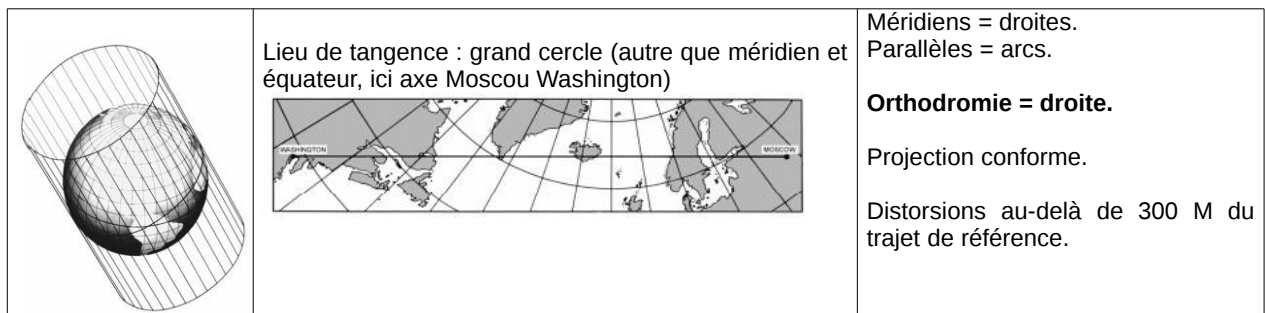 Lieu de tangence : grand cercle (autre que méridien et
équateur, ici axe Moscou Washington)
WASHINGTON
MOSCOW
Méridiens = droites.
Parallèles = arcs.
Orthodromie = droite.
Projection conforme.
Distorsions au-delà de 300 M du
trajet de référence.